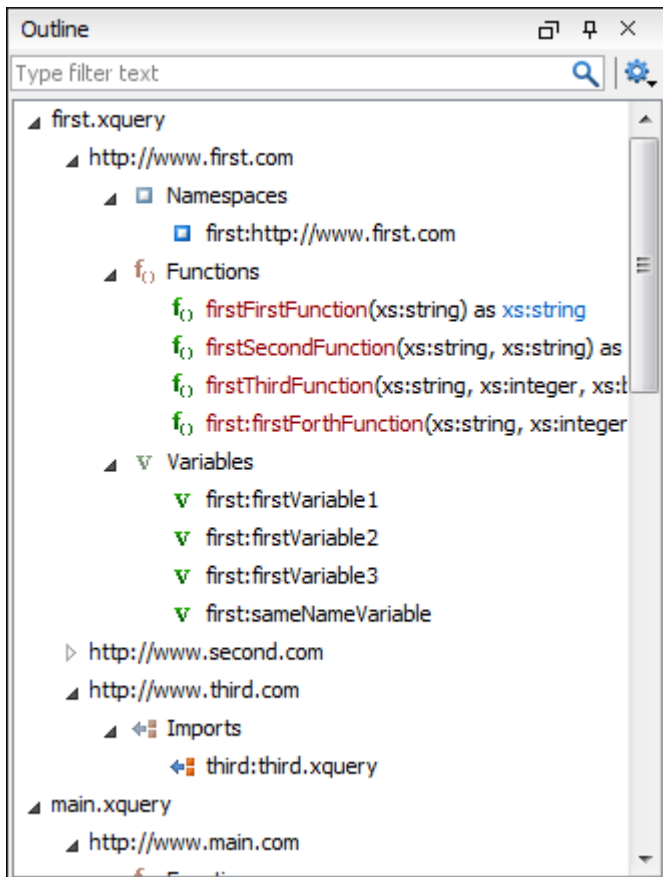 Outline
Type filter text
first.xquery
http://www.first.com
Namespaces
first:http://www.first.com
f() Functions
f() firstFirstFunction(xs:string) as xs:string
f() firstSecondFunction(xs:string, xs:string) as
f() firstThirdFunction(xs:string, xs:integer, xs:b
f() first:firstForthFunction(xs:string, xs:integer
v Variables
v first:firstVariable1
v first:firstVariable2
v first:firstVariable3
v first:sameNameVariable
http://www.second.com
http://www.third.com
Imports
third:third.xquery
main.xquery
http://www.main.com